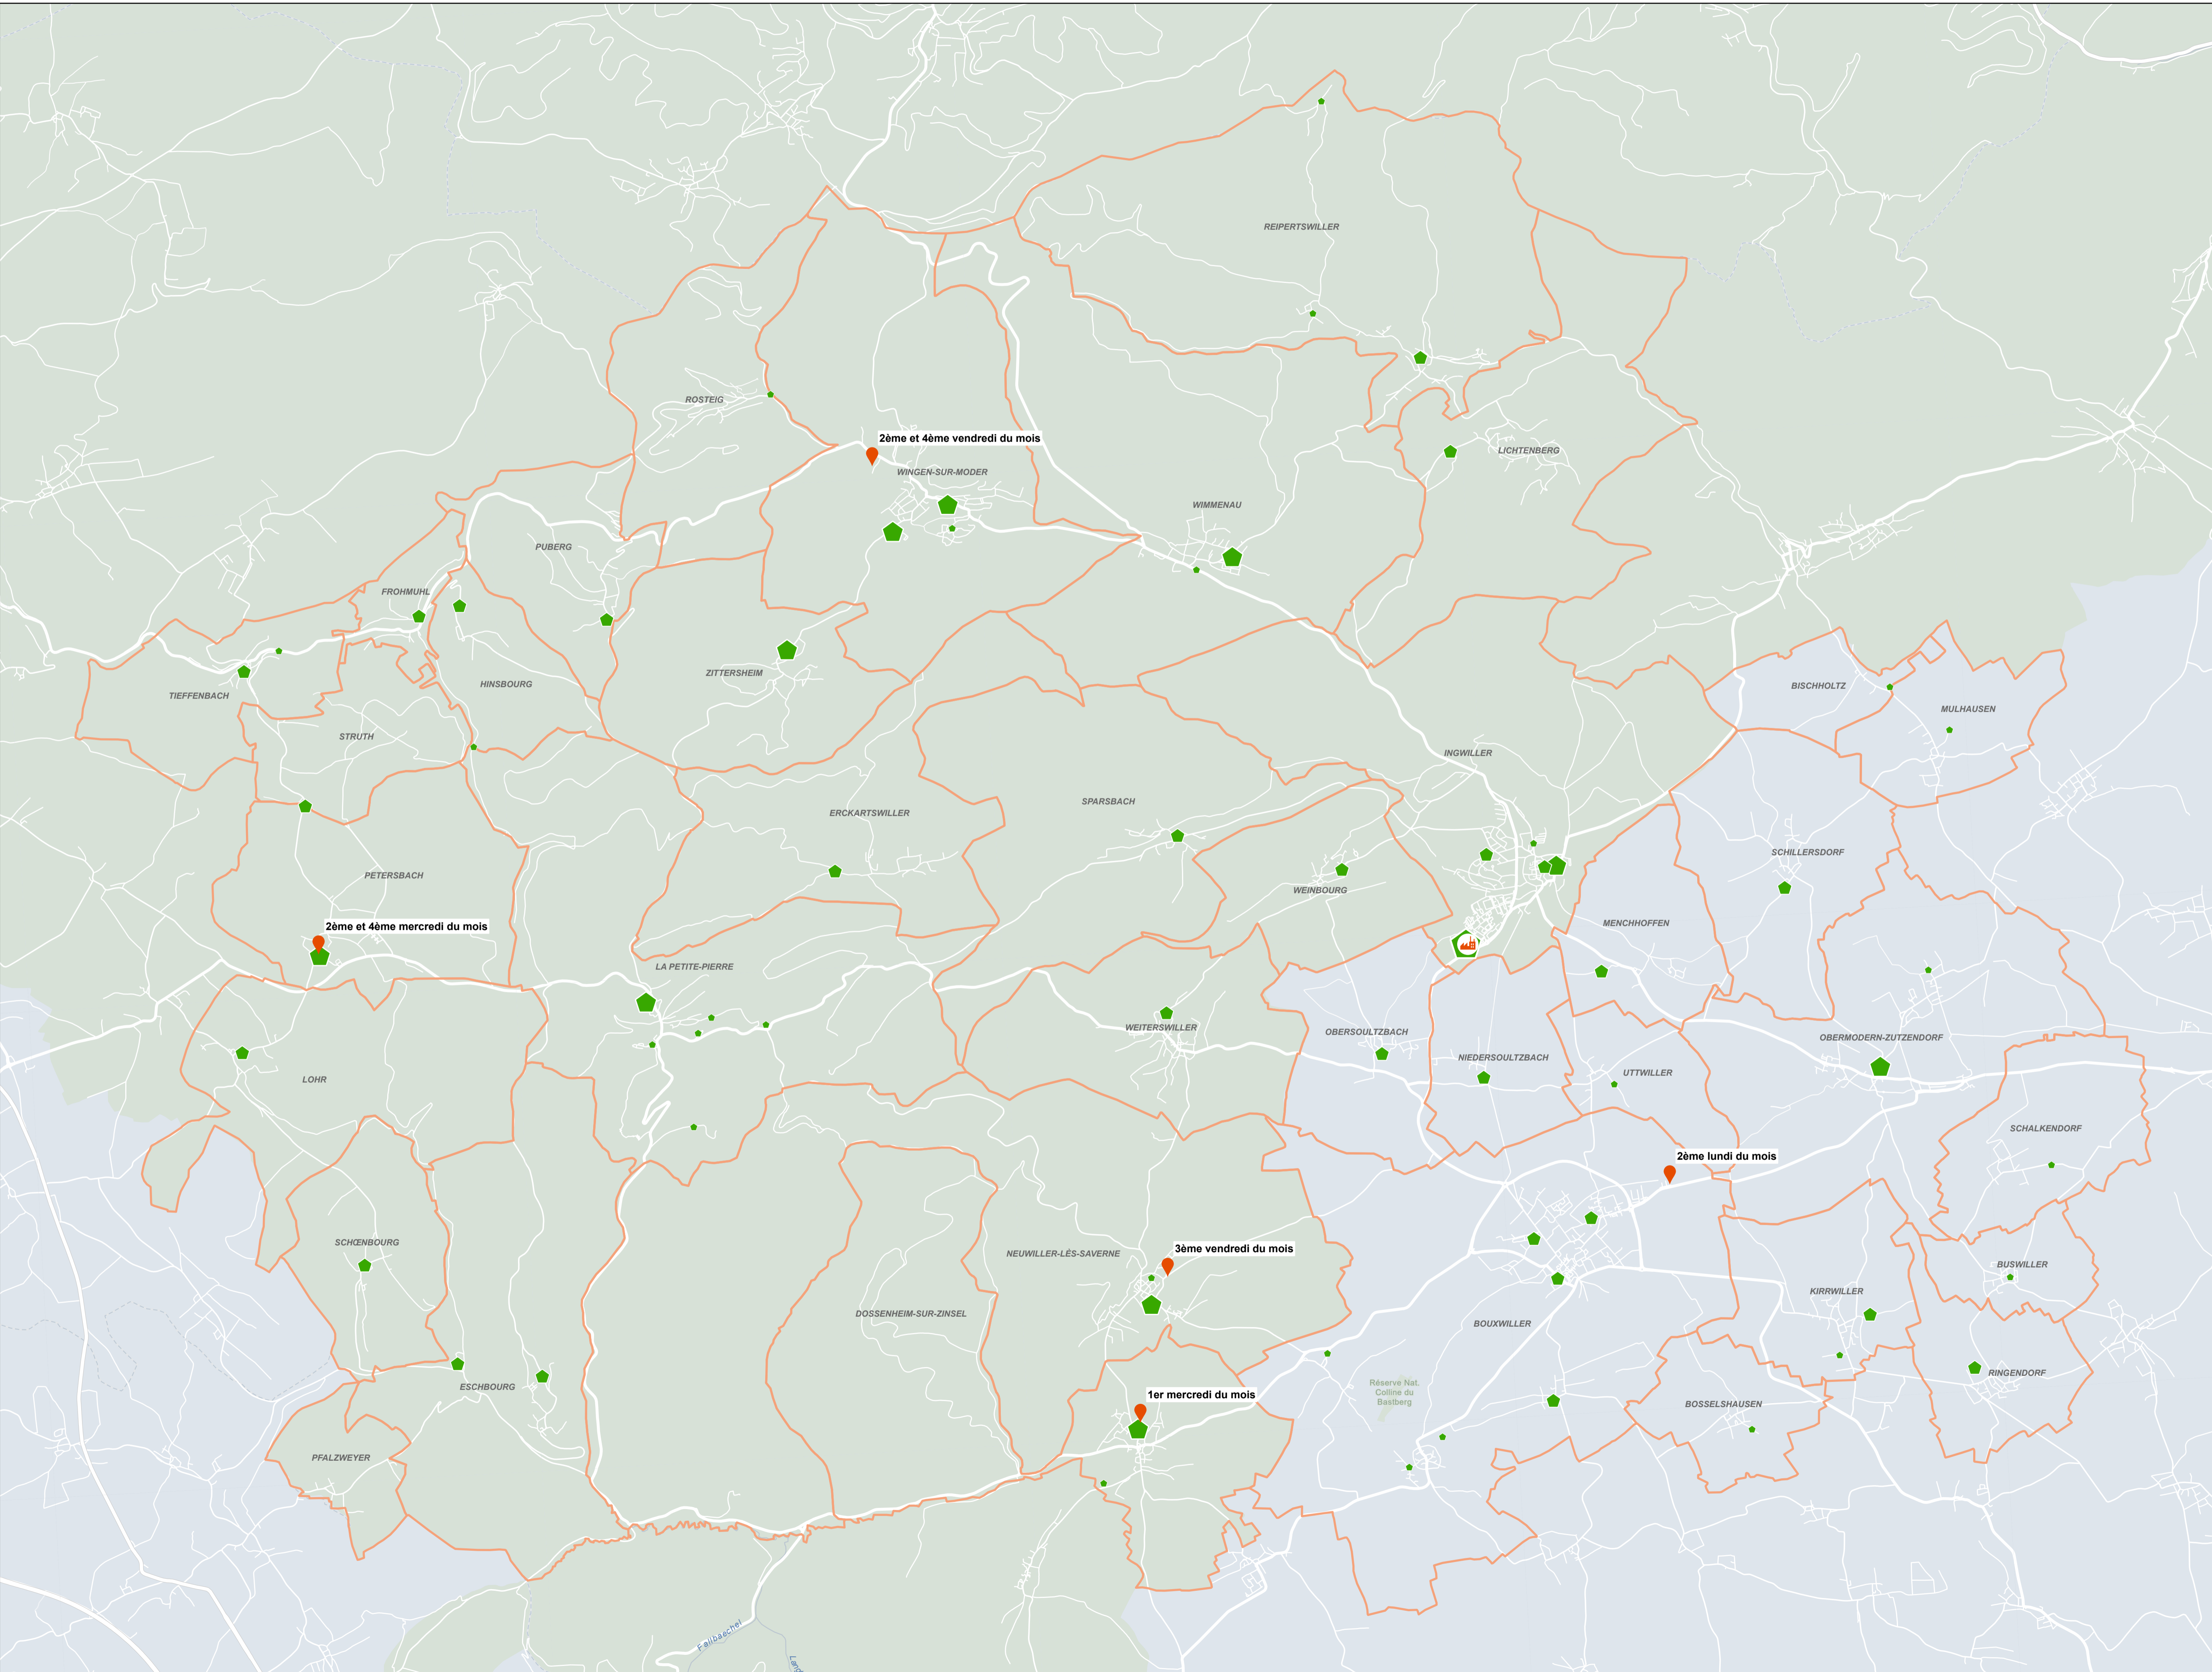 REIPERTSWILLER
ROSTEIG
2ème et 4ème vendredi du mois
WINGEN-SUR-MODER
LICHTENBERG
WIMMENAU
PUBERG
FROHMUHL
ZITTERSHEIM
HINSBOURG
TIEFFENBACH
BISCHHOLTZ
MULHAUSEN
STRUTH
INGWILLER
SPARSBACH
ERCKARTSWILLER
SCHILLERSDORF
PETERSBACH
WEINBOURG
2ème et 4ème mercredi du mois
MENCHHOFFEN
LA PETITE-PIERRE
WEITERSWILLER
OBERSOULTZBACH
OBERMODERN-ZUTZENDORF
NIEDERSOULTZBACH
UTTWILLER
LOHR
SCHALKENDORF
2ème lundi du mois
SCHŒNBOURG
3ème vendredi du mois
NEUWILLER-LÈS-SAVERNE
BUSWILLER
KIRRWILLER
DOSSENHEIM-SUR-ZINSEL
BOUXWILLER
RINGENDORF
Réserve Nat.
Colline du
Bastberg
ESCHBOURG
1er mercredi du mois
BOSSELSHAUSEN
PFALZWEYER
Fallbaechel
Land